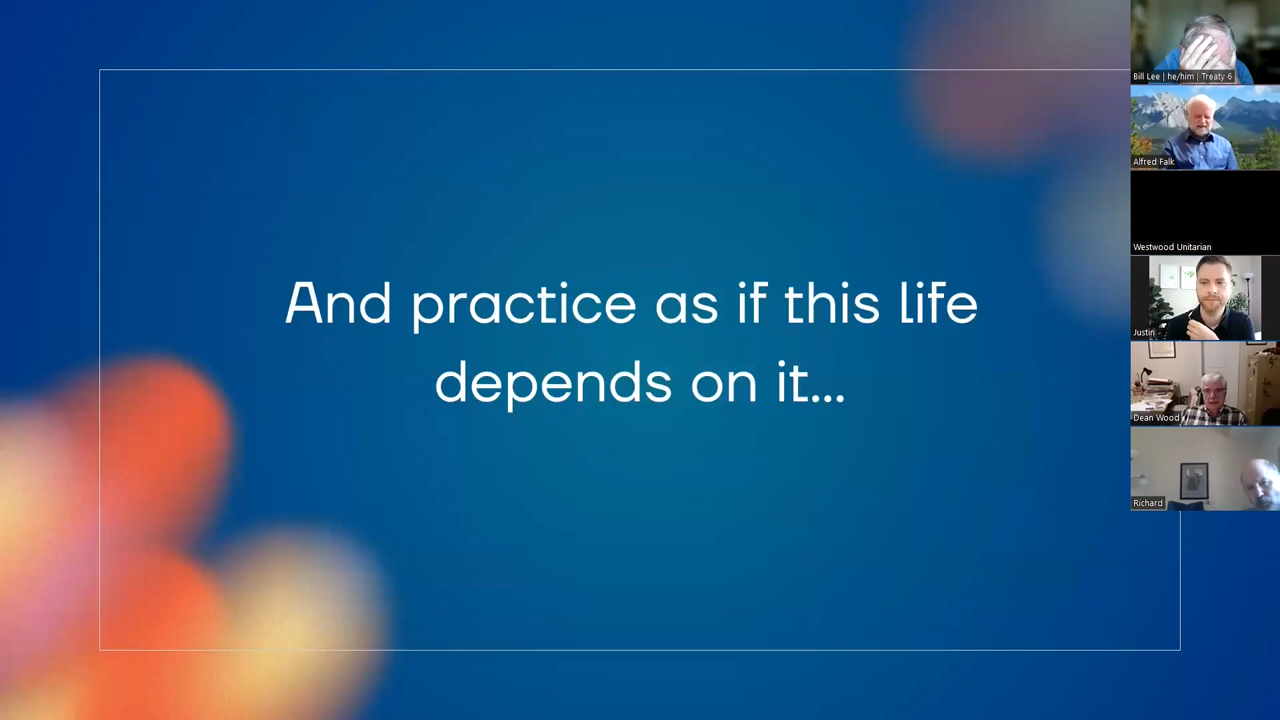 And practice as if this life
depends on it...
Bill Lee | he/him | Treaty 6
Alfred Falk
Westwood Unitarian
Justin
Dean Wood
Richard